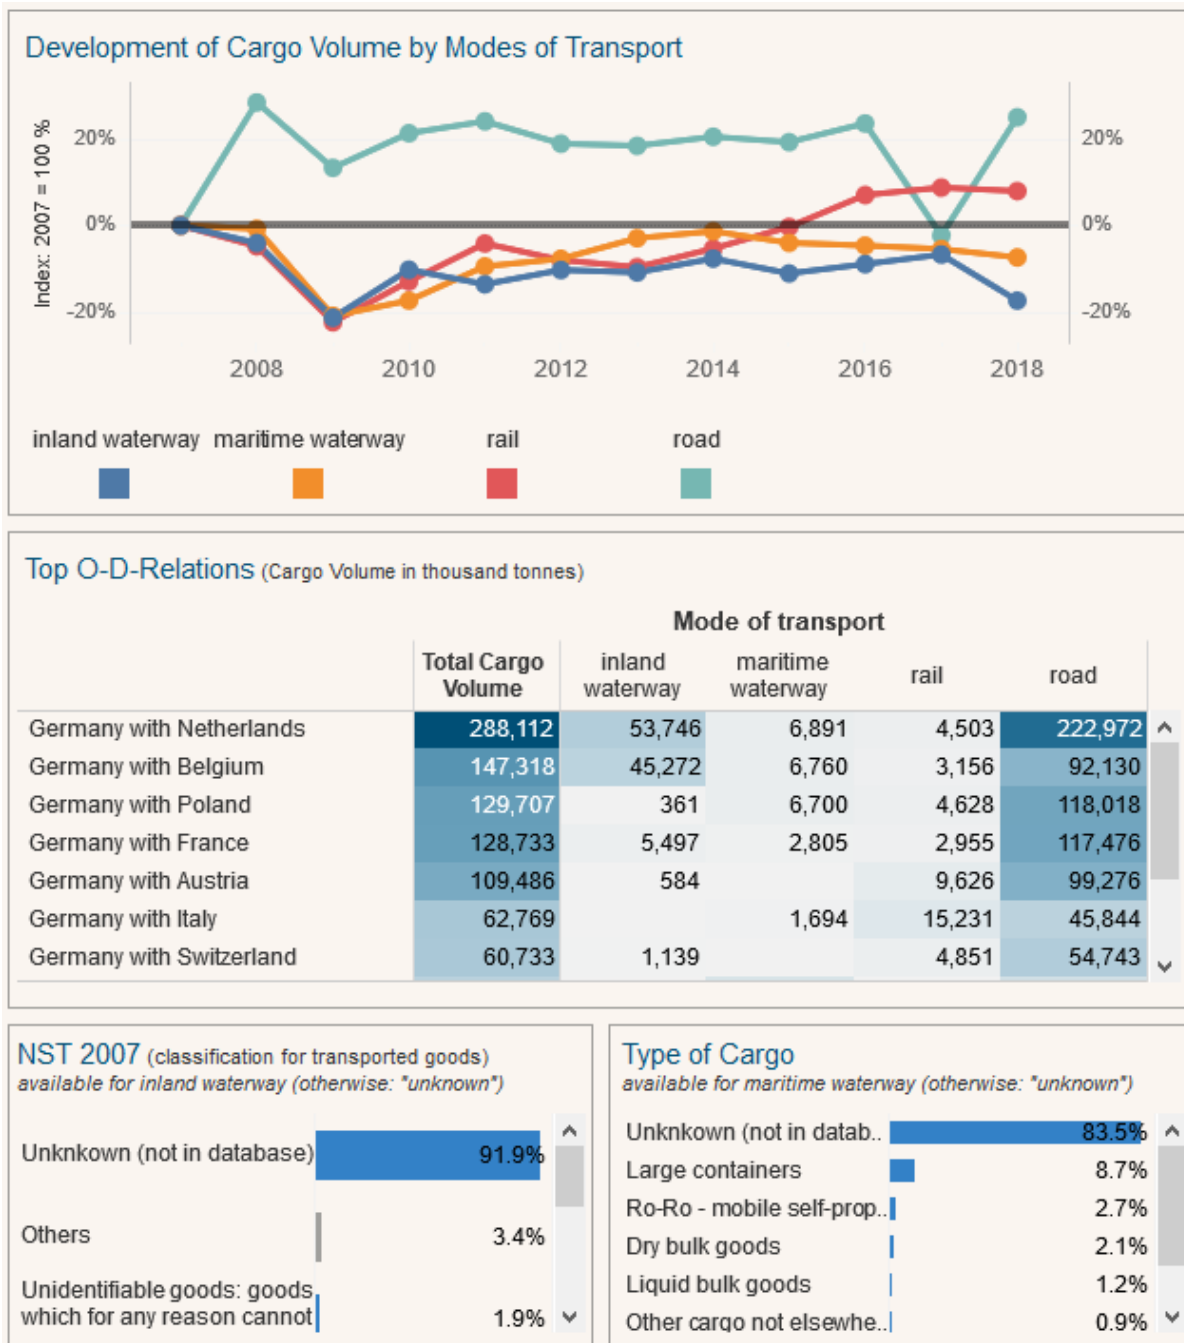 Development of Cargo Volume by Modes of Transport
Index: 2007 = 100 %
20% 20%
0% 0%
-20% -20%
2008 2010 2012 2014 2016 2018
inland waterway maritime waterway rail road
Top O-D-Relations (Cargo Volume in thousand tonnes)
Mode of transport
Total Cargo Volume inland waterway maritime waterway rail road
Germany with Netherlands 288,112 53,746 6,891 4,503 222,972
Germany with Belgium 147,318 45,272 6,760 3,156 92,130
Germany with Poland 129,707 361 6,700 4,628 118,018
Germany with France 128,733 5,497 2,805 2,955 117,476
Germany with Austria 109,486 584 9,626 99,276
Germany with Italy 62,769 1,694 15,231 45,844
Germany with Switzerland 60,733 1,139 4,851 54,743
NST 2007 (classification for transported goods)
available for inland waterway (otherwise: "unknown")
Unknkown (not in database) 91.9%
Others 3.4%
Unidentifiable goods: goods
which for any reason cannot 1.9%
Type of Cargo
available for maritime waterway (otherwise: "unknown")
Unknkown (not in datab.. 83.5%
Large containers 8.7%
Ro-Ro - mobile self-prop.. 2.7%
Dry bulk goods 2.1%
Liquid bulk goods 1.2%
Other cargo not elsewhe.. 0.9%